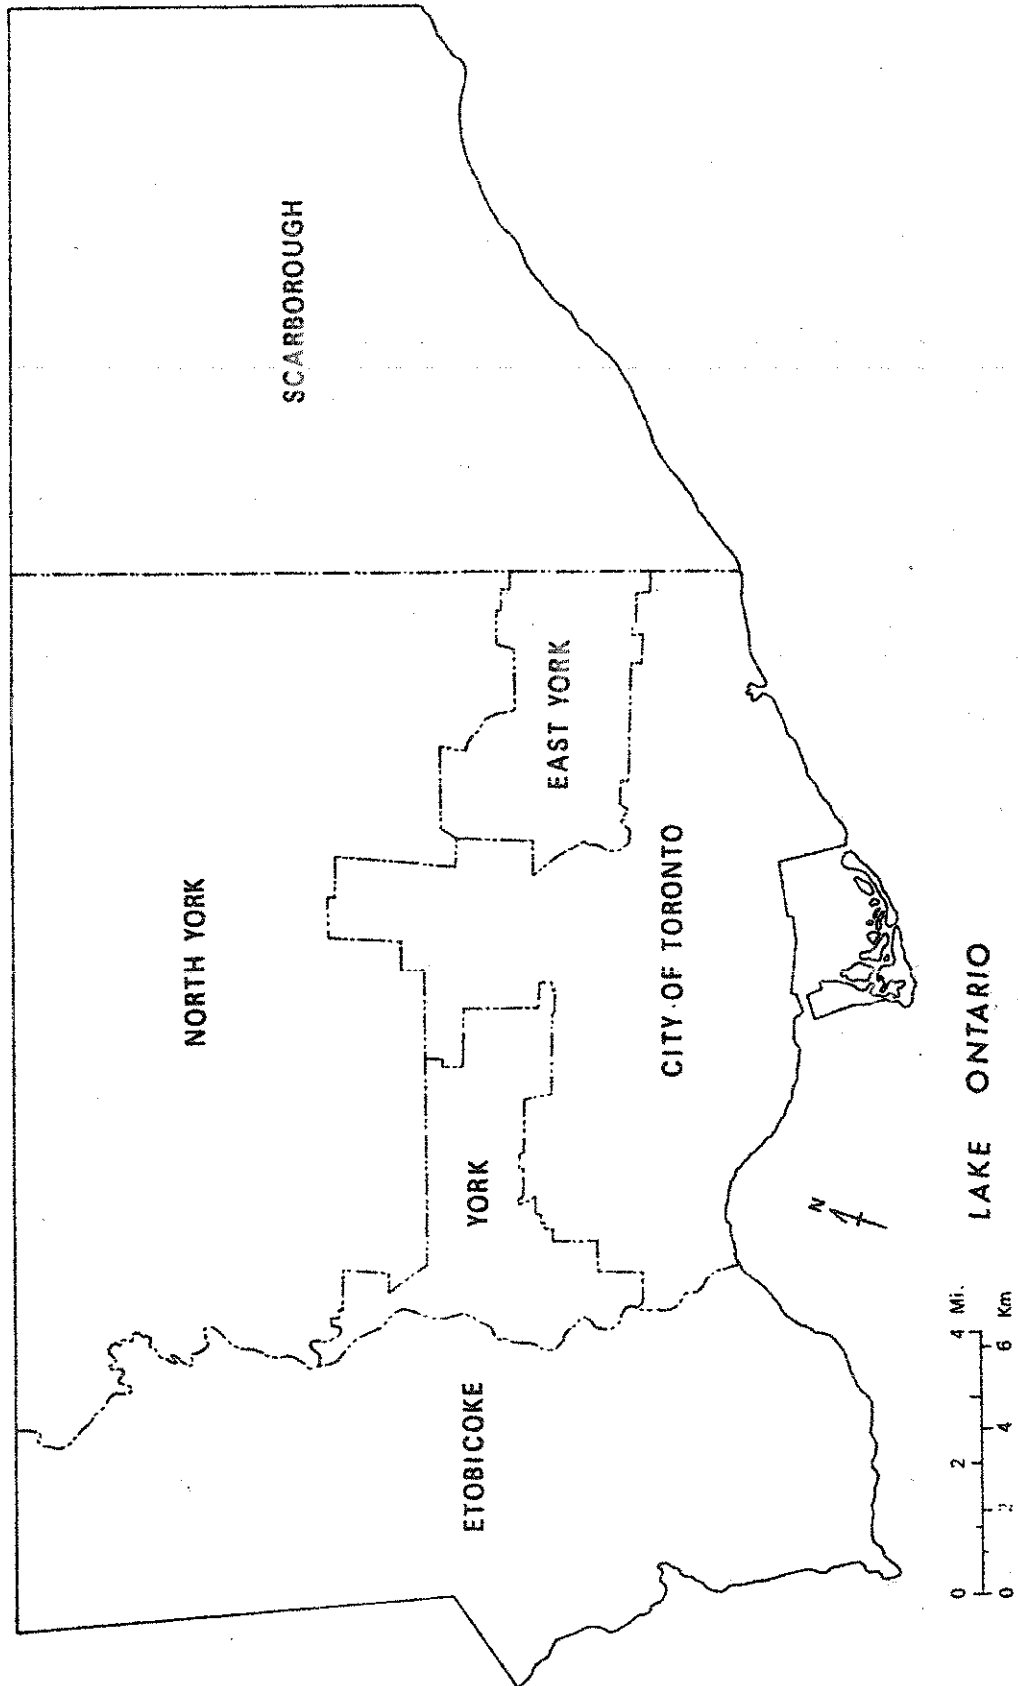 SCARBOROUGH
NORTH YORK
EAST YORK
YORK
CITY OF TORONTO
ETOBICOKE
N
LAKE ONTARIO
0 2 4 Mi.
0 2 4 6 Km